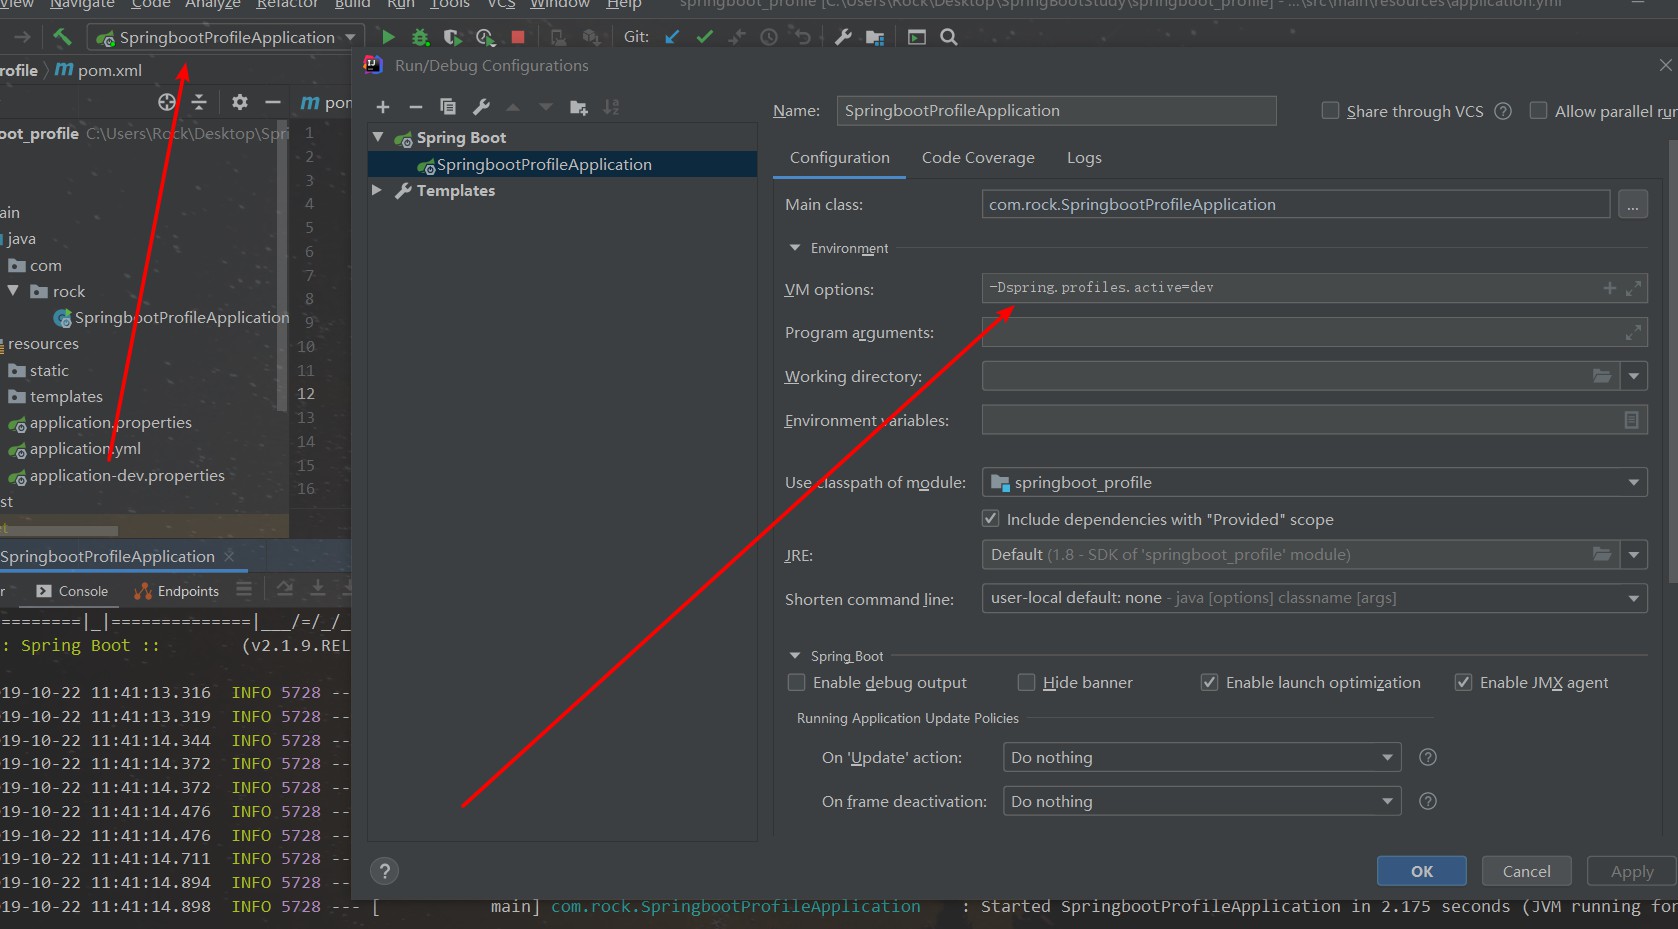 View Navigate Code Analyze Refactor Build Run Tools VCS Window Help springboot_profile [C:\Users\Rock\Desktop\SpringBootStudy\springboot_profile] - ...\src\main\resources\application.yml
SpringbootProfileApplication Git:
rofile pom.xml
Run/Debug Configurations
pom
oot_profile C:\Users\Rock\Desktop\Spri
Name: SpringbootProfileApplication Share through VCS Allow parallel run
Spring Boot
SpringbootProfileApplication
Templates
Configuration Code Coverage Logs
Main class: com.rock.SpringbootProfileApplication ...
Environment
VM options: -Dspring.profiles.active=dev
Program arguments:
Working directory:
Environment variables:
Use classpath of module: springboot_profile
Include dependencies with "Provided" scope
JRE: Default (1.8 - SDK of 'springboot_profile' module)
Shorten command line: user-local default: none - java [options] classname [args]
Spring Boot
Enable debug output Hide banner Enable launch optimization Enable JMX agent
Running Application Update Policies
On 'Update' action: Do nothing
On frame deactivation: Do nothing
OK Cancel Apply
ain
java
com
rock
SpringbootProfileApplication
resources
static
templates
application.properties
application.yml
application-dev.properties
st
et
1
2
3
4
5
6
7
8
9
10
11
12
13
14
15
16
SpringbootProfileApplication
r Console Endpoints
========|_|==============|___/=/_/_
: Spring Boot :: (v2.1.9.REL
19-10-22 11:41:13.316 INFO 5728 --
19-10-22 11:41:13.319 INFO 5728 --
19-10-22 11:41:14.344 INFO 5728 --
19-10-22 11:41:14.372 INFO 5728 --
19-10-22 11:41:14.372 INFO 5728 --
19-10-22 11:41:14.476 INFO 5728 --
19-10-22 11:41:14.476 INFO 5728 --
19-10-22 11:41:14.711 INFO 5728 --
19-10-22 11:41:14.894 INFO 5728 --
19-10-22 11:41:14.898 INFO 5728 --- [ main] com.rock.SpringbootProfileApplication : Started SpringbootProfileApplication in 2.175 seconds (JVM running for